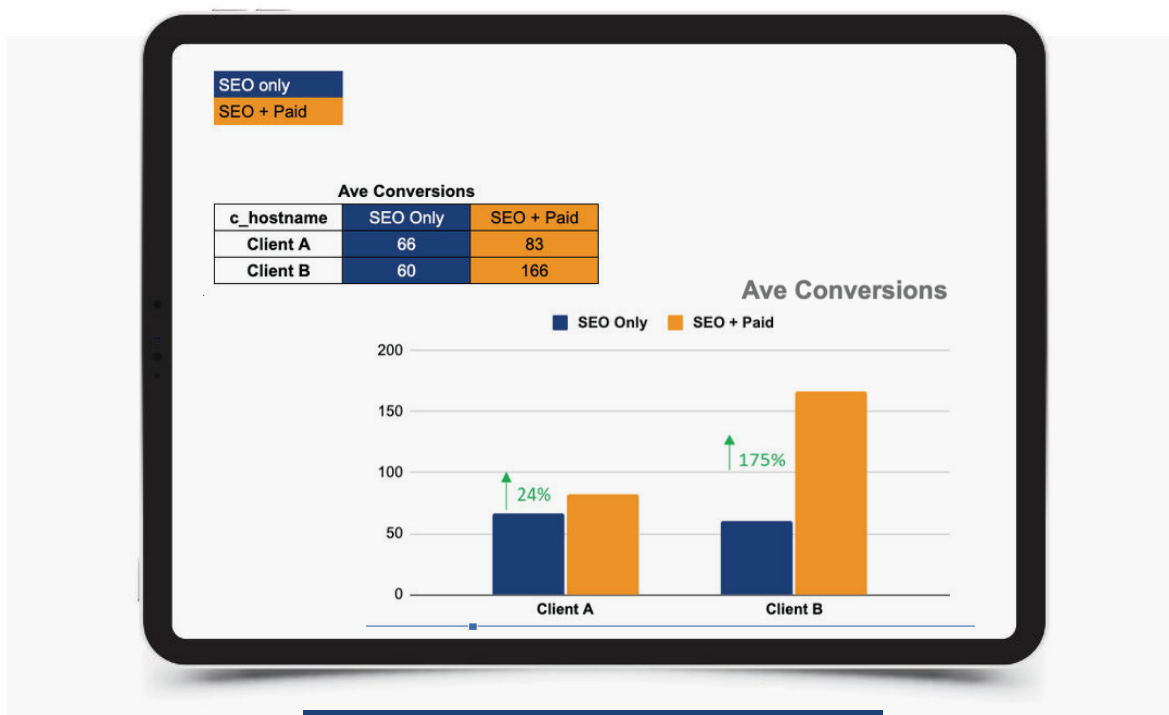 SEO only
SEO + Paid
Ave Conversions
c_hostname SEO Only SEO + Paid
Client A 66 83
Client B 60 166
Ave Conversions
SEO Only SEO + Paid
200
150
100
50
0
24%
175%
Client A Client B